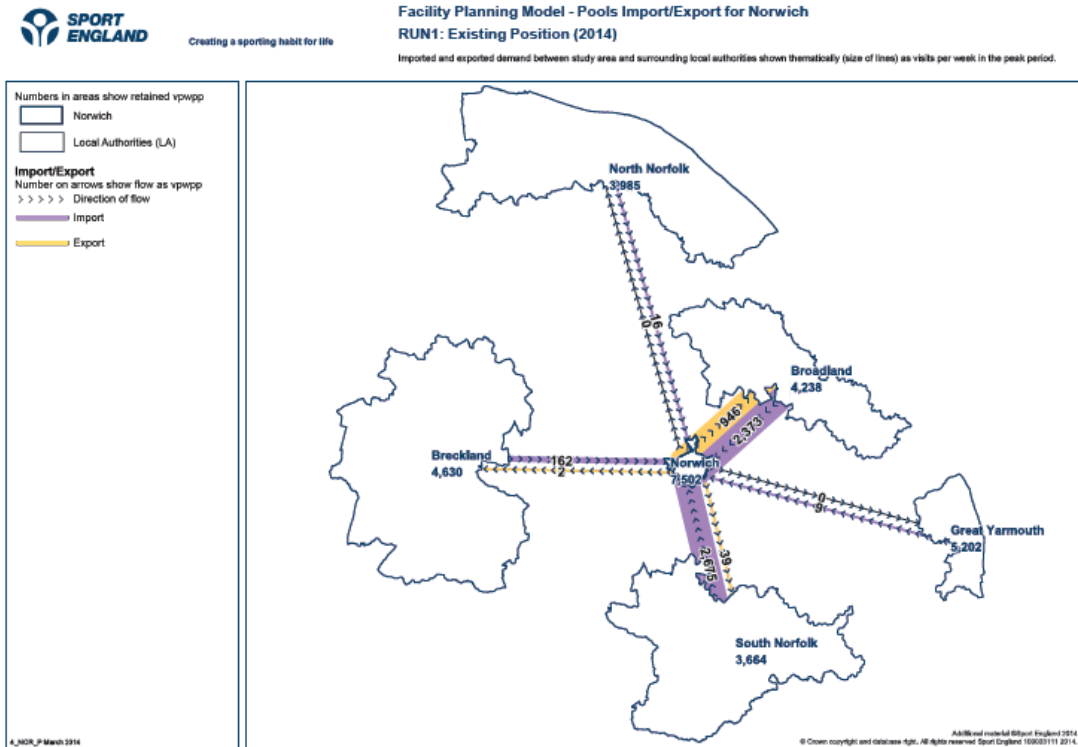 SPORT
ENGLAND
Creating a sporting habit for life
Facility Planning Model - Pools Import/Export for Norwich
RUN1: Existing Position (2014)
Imported and exported demand between study area and surrounding local authorities shown thematically (size of lines) as visits per week in the peak period.
Numbers in areas show retained vpwpp
Norwich
Local Authorities (LA)
Import/Export
Number on arrows show flow as vpwpp
> > > > > Direction of flow
Import
Export
North Norfolk
3,985
16
0
Broadland
4,238
946
2,373
Breckland
4,630
162
2
Norwich
7,502
0
9
Great Yarmouth
5,202
2,675
39
South Norfolk
3,664
4_NOR_P March 2014
Additional material ©Sport England 2014
© Crown copyright and database right. All rights reserved Sport England 100033111 2014.